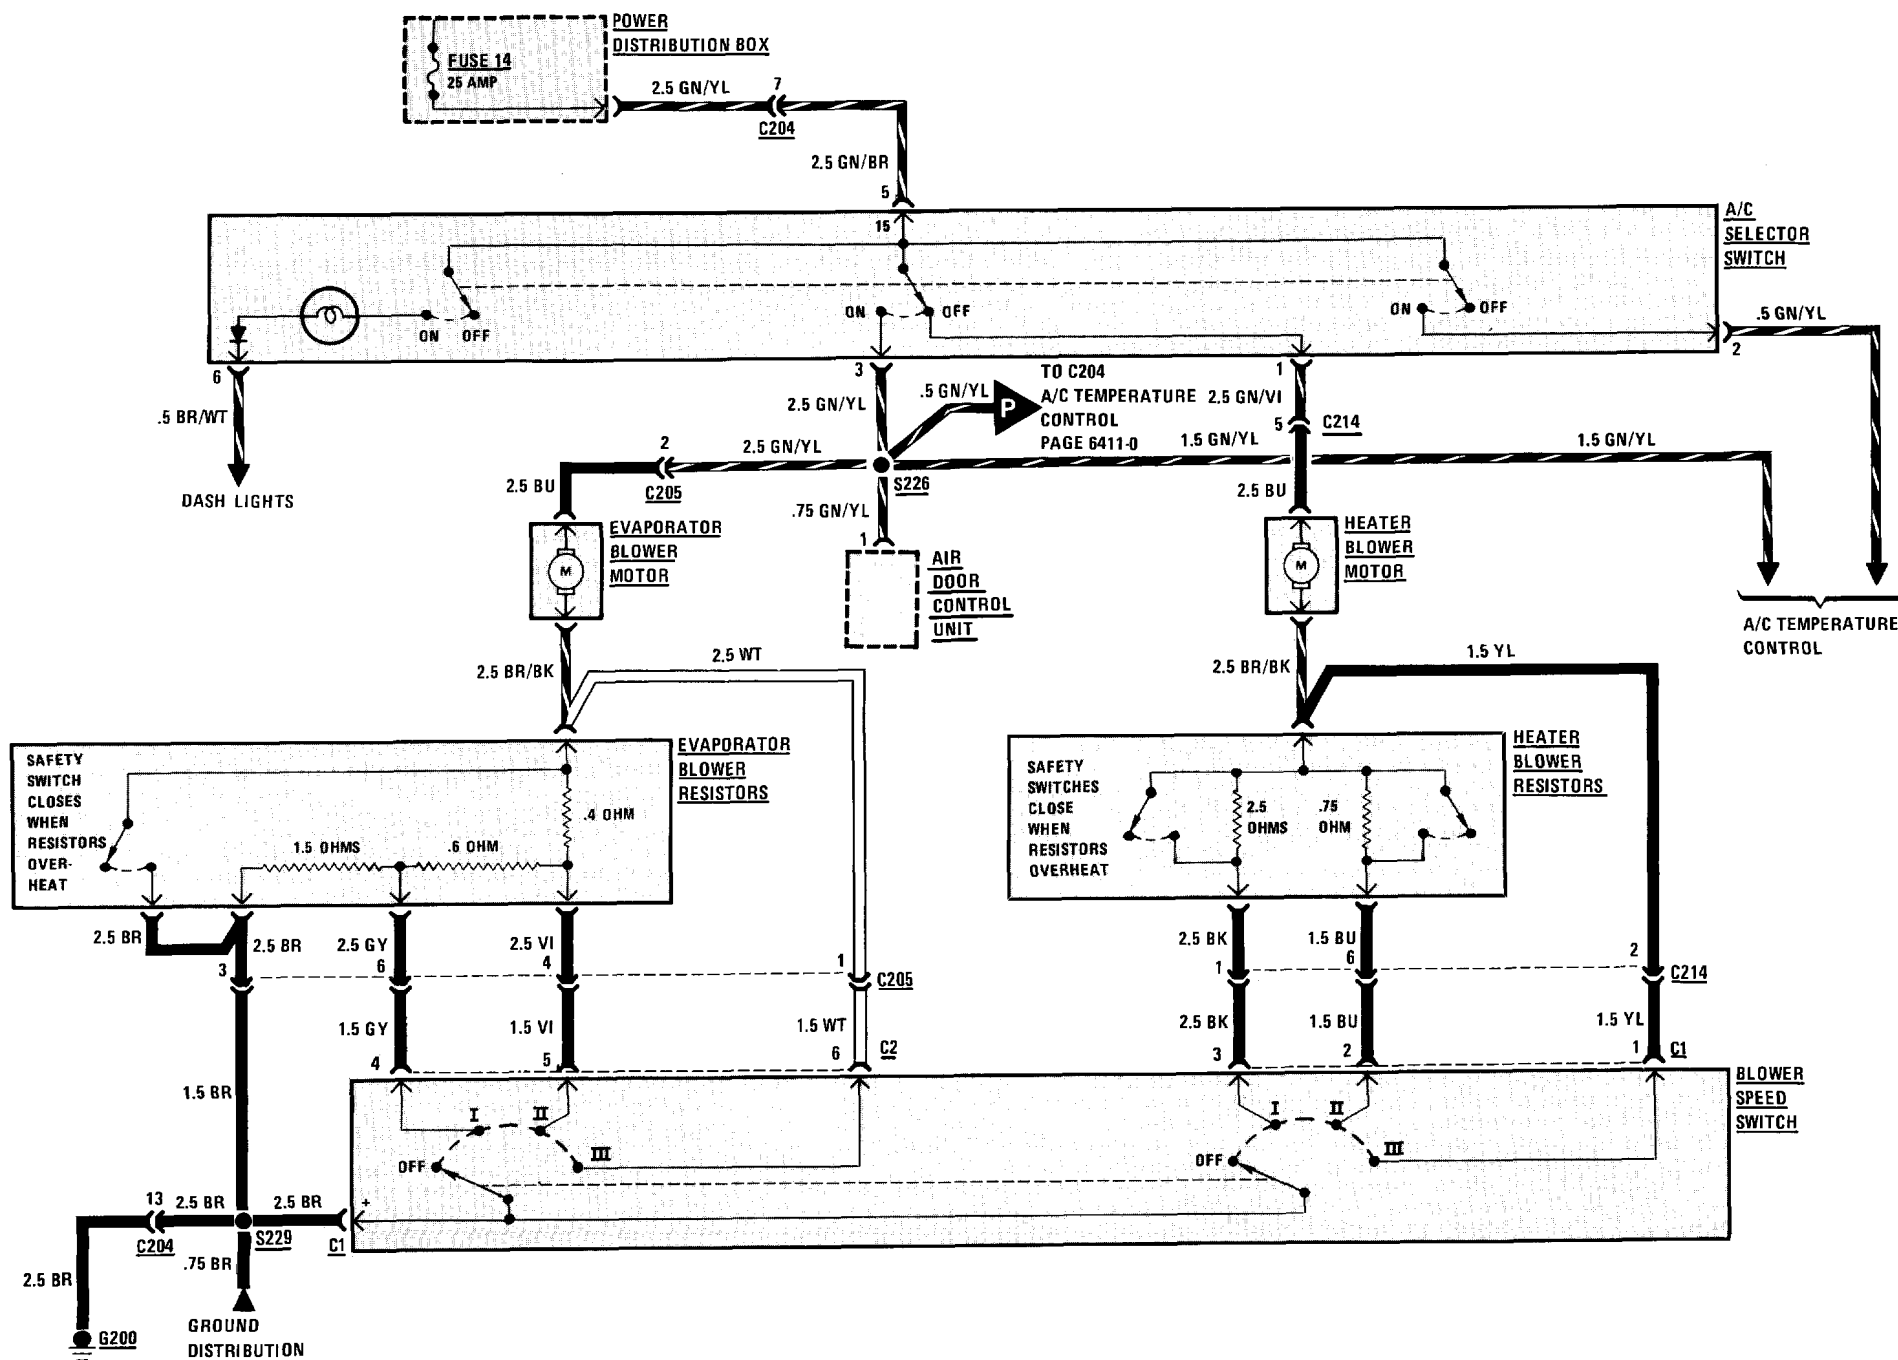 POWER
DISTRIBUTION BOX
FUSE 14
25 AMP
2.5 GN/YL
7
C204
2.5 GN/BR
5
15
A/C
SELECTOR
SWITCH
ON
OFF
ON
OFF
ON
OFF
.5 GN/YL
2
6
.5 BR/WT
DASH LIGHTS
3
2.5 GN/YL
.5 GN/YL
P
TO C204
A/C TEMPERATURE
CONTROL
PAGE 6411-0
1
2.5 GN/VI
5
C214
1.5 GN/YL
1.5 GN/YL
2
2.5 GN/YL
C205
2.5 BU
S226
2.5 BU
.75 GN/YL
1
EVAPORATOR
BLOWER
MOTOR
M
AIR
DOOR
CONTROL
UNIT
HEATER
BLOWER
MOTOR
M
A/C TEMPERATURE
CONTROL
2.5 BR/BK
2.5 WT
2.5 BR/BK
1.5 YL
EVAPORATOR
BLOWER
RESISTORS
SAFETY
SWITCH
CLOSES
WHEN
RESISTORS
OVER-
HEAT
.4 OHM
1.5 OHMS
.6 OHM
HEATER
BLOWER
RESISTORS
SAFETY
SWITCHES
CLOSE
WHEN
RESISTORS
OVERHEAT
2.5
OHMS
.75
OHM
2.5 BR
2.5 BR
2.5 GY
2.5 VI
3
6
4
1
C205
2.5 BK
1.5 BU
1
6
2
C214
1.5 GY
1.5 VI
1.5 WT
4
5
6
C2
2.5 BK
1.5 BU
1.5 YL
3
2
1
C1
BLOWER
SPEED
SWITCH
1.5 BR
I
II
III
OFF
I
II
III
OFF
13
2.5 BR
2.5 BR
+
C204
S229
C1
2.5 BR
.75 BR
G200
GROUND
DISTRIBUTION